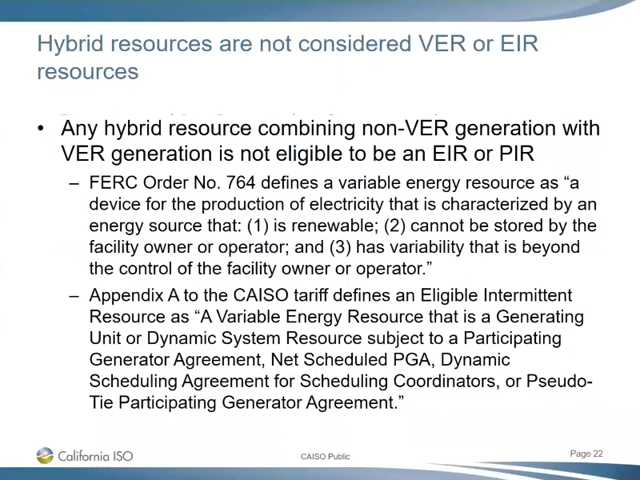 Hybrid resources are not considered VER or EIR
resources
• Any hybrid resource combining non-VER generation with
VER generation is not eligible to be an EIR or PIR
– FERC Order No. 764 defines a variable energy resource as “a
device for the production of electricity that is characterized by an
energy source that: (1) is renewable; (2) cannot be stored by the
facility owner or operator; and (3) has variability that is beyond
the control of the facility owner or operator.”
– Appendix A to the CAISO tariff defines an Eligible Intermittent
Resource as “A Variable Energy Resource that is a Generating
Unit or Dynamic System Resource subject to a Participating
Generator Agreement, Net Scheduled PGA, Dynamic
Scheduling Agreement for Scheduling Coordinators, or Pseudo-
Tie Participating Generator Agreement.”
California ISO
CAISO Public
Page 22